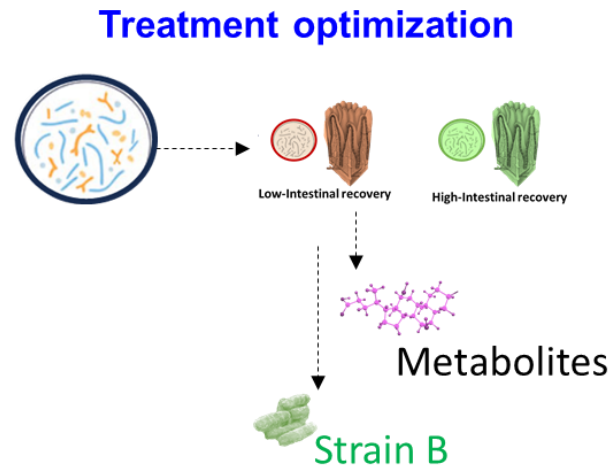 Treatment optimization
Low-Intestinal recovery
High-Intestinal recovery
Metabolites
Strain B